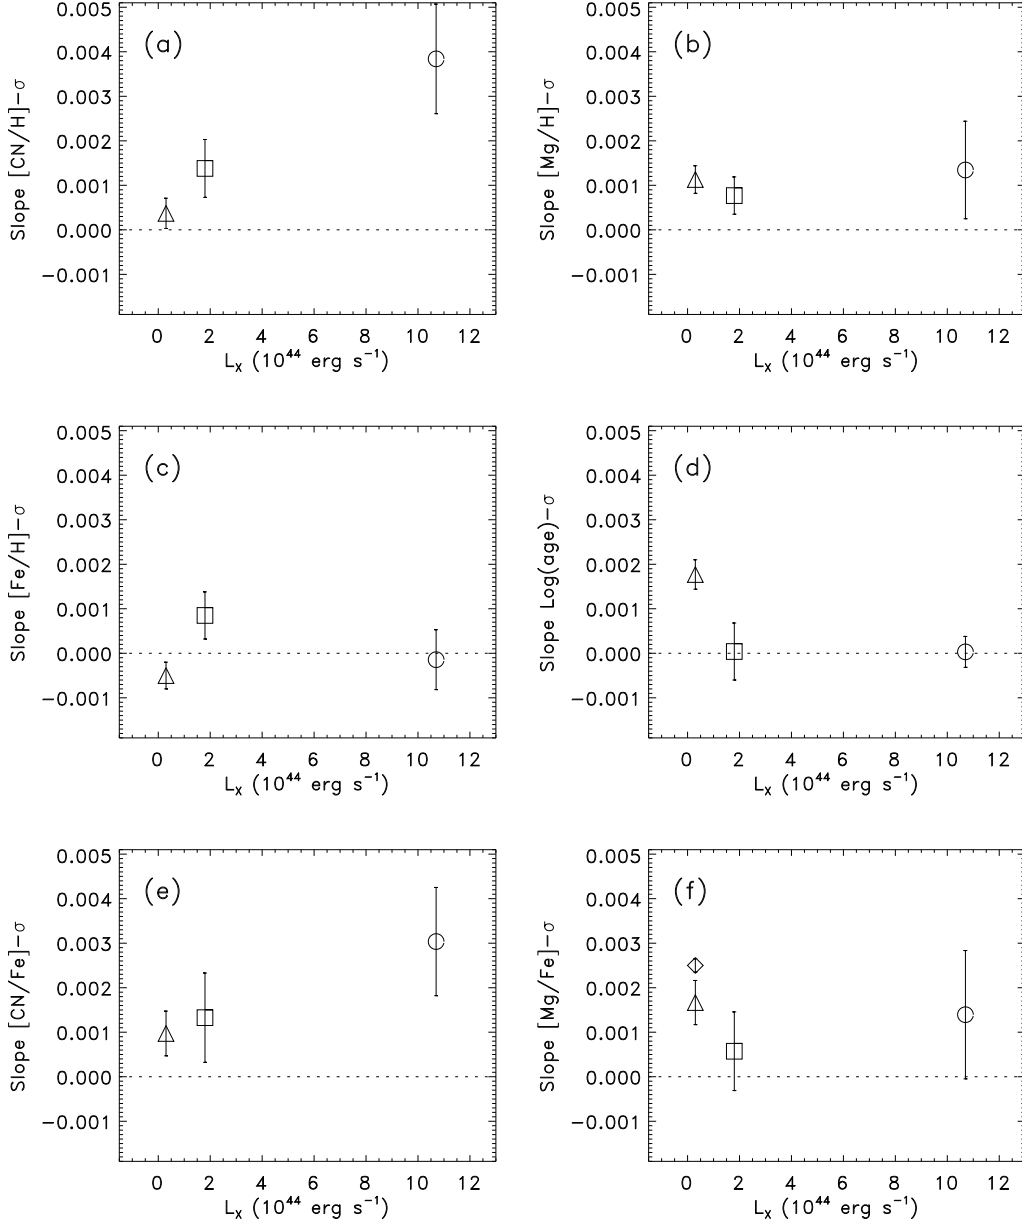 (a)
Slope [CN/H]−σ
0.005
0.004
0.003
0.002
0.001
0.000
−0.001
0 2 4 6 8 10 12
L_X (10^44 erg s^−1)
(b)
Slope [Mg/H]−σ
0.005
0.004
0.003
0.002
0.001
0.000
−0.001
0 2 4 6 8 10 12
L_X (10^44 erg s^−1)
(c)
Slope [Fe/H]−σ
0.005
0.004
0.003
0.002
0.001
0.000
−0.001
0 2 4 6 8 10 12
L_X (10^44 erg s^−1)
(d)
Slope Log(age)−σ
0.005
0.004
0.003
0.002
0.001
0.000
−0.001
0 2 4 6 8 10 12
L_X (10^44 erg s^−1)
(e)
Slope [CN/Fe]−σ
0.005
0.004
0.003
0.002
0.001
0.000
−0.001
0 2 4 6 8 10 12
L_X (10^44 erg s^−1)
(f)
Slope [Mg/Fe]−σ
0.005
0.004
0.003
0.002
0.001
0.000
−0.001
0 2 4 6 8 10 12
L_X (10^44 erg s^−1)